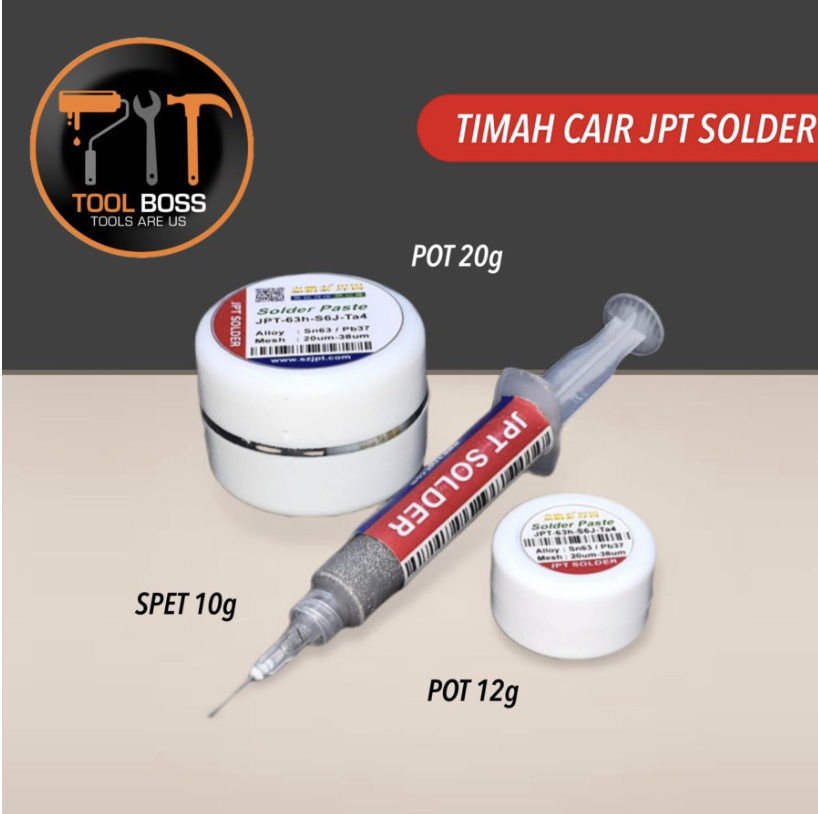 TOOL BOSS
TOOLS ARE US
TIMAH CAIR JPT SOLDER
POT 20g
JPT SOLDER
Solder Paste
JPT-63h-S6J-Ta4
Alloy : Sn63 / Pb37
Mesh : 20um-38um
www.szjpt.com
JPT SOLDER
SPET 10g
Solder Paste
JPT-63h-S6J-Ta4
Alloy : Sn63 / Pb37
Mesh : 20um-38um
JPT SOLDER
POT 12g